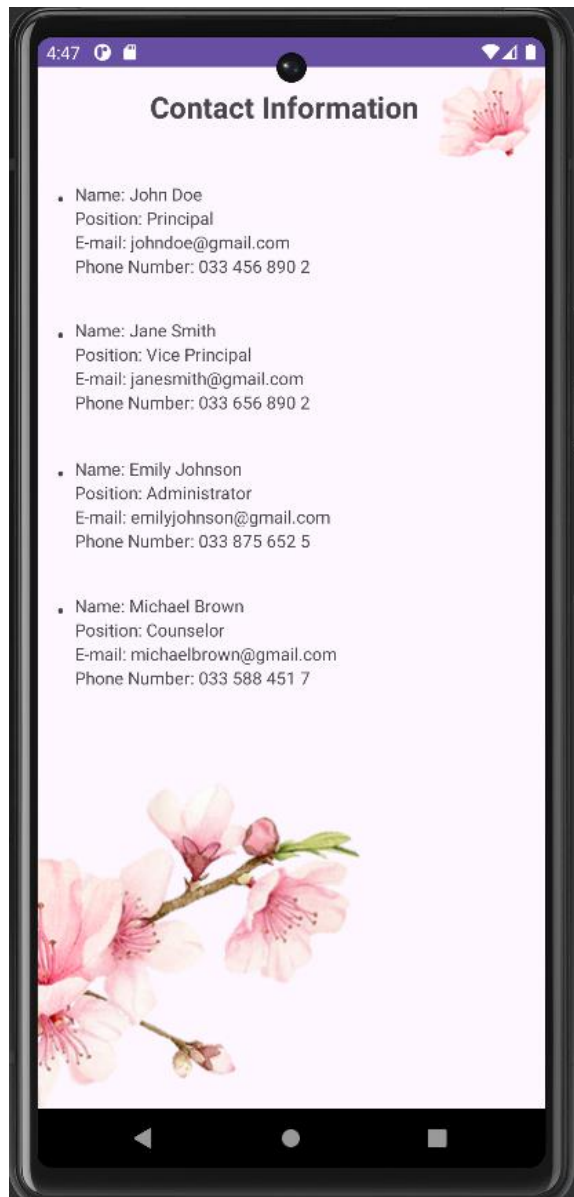 4:47
Contact Information
• Name: John Doe
Position: Principal
E-mail: johndoe@gmail.com
Phone Number: 033 456 890 2
• Name: Jane Smith
Position: Vice Principal
E-mail: janesmith@gmail.com
Phone Number: 033 656 890 2
• Name: Emily Johnson
Position: Administrator
E-mail: emilyjohnson@gmail.com
Phone Number: 033 875 652 5
• Name: Michael Brown
Position: Counselor
E-mail: michaelbrown@gmail.com
Phone Number: 033 588 451 7